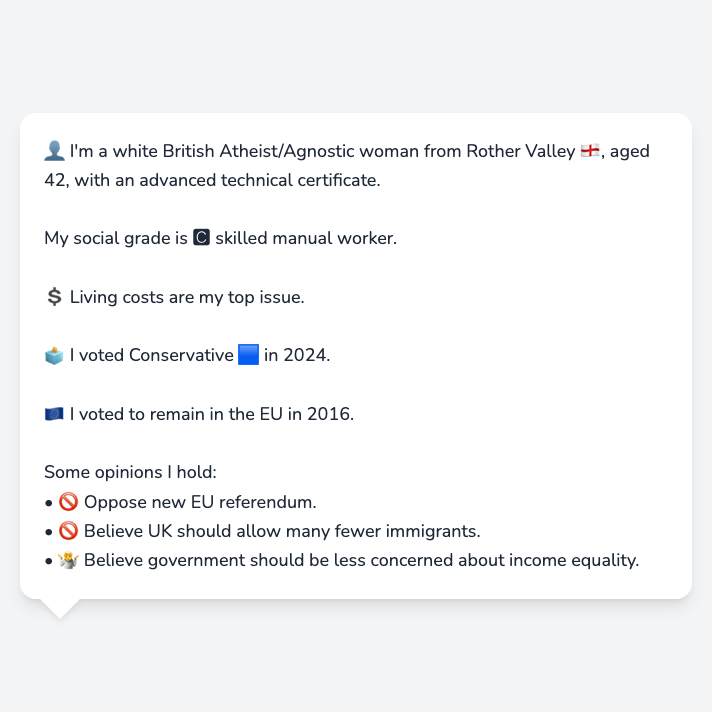 👤 I'm a white British Atheist/Agnostic woman from Rother Valley 🏴󠁧󠁢󠁥󠁮󠁧󠁿, aged
42, with an advanced technical certificate.
My social grade is 🅲 skilled manual worker.
💲 Living costs are my top issue.
🗳️ I voted Conservative 🟦 in 2024.
🇪🇺 I voted to remain in the EU in 2016.
Some opinions I hold:
• 🚫 Oppose new EU referendum.
• 🚫 Believe UK should allow many fewer immigrants.
• 🤷‍♀️ Believe government should be less concerned about income equality.